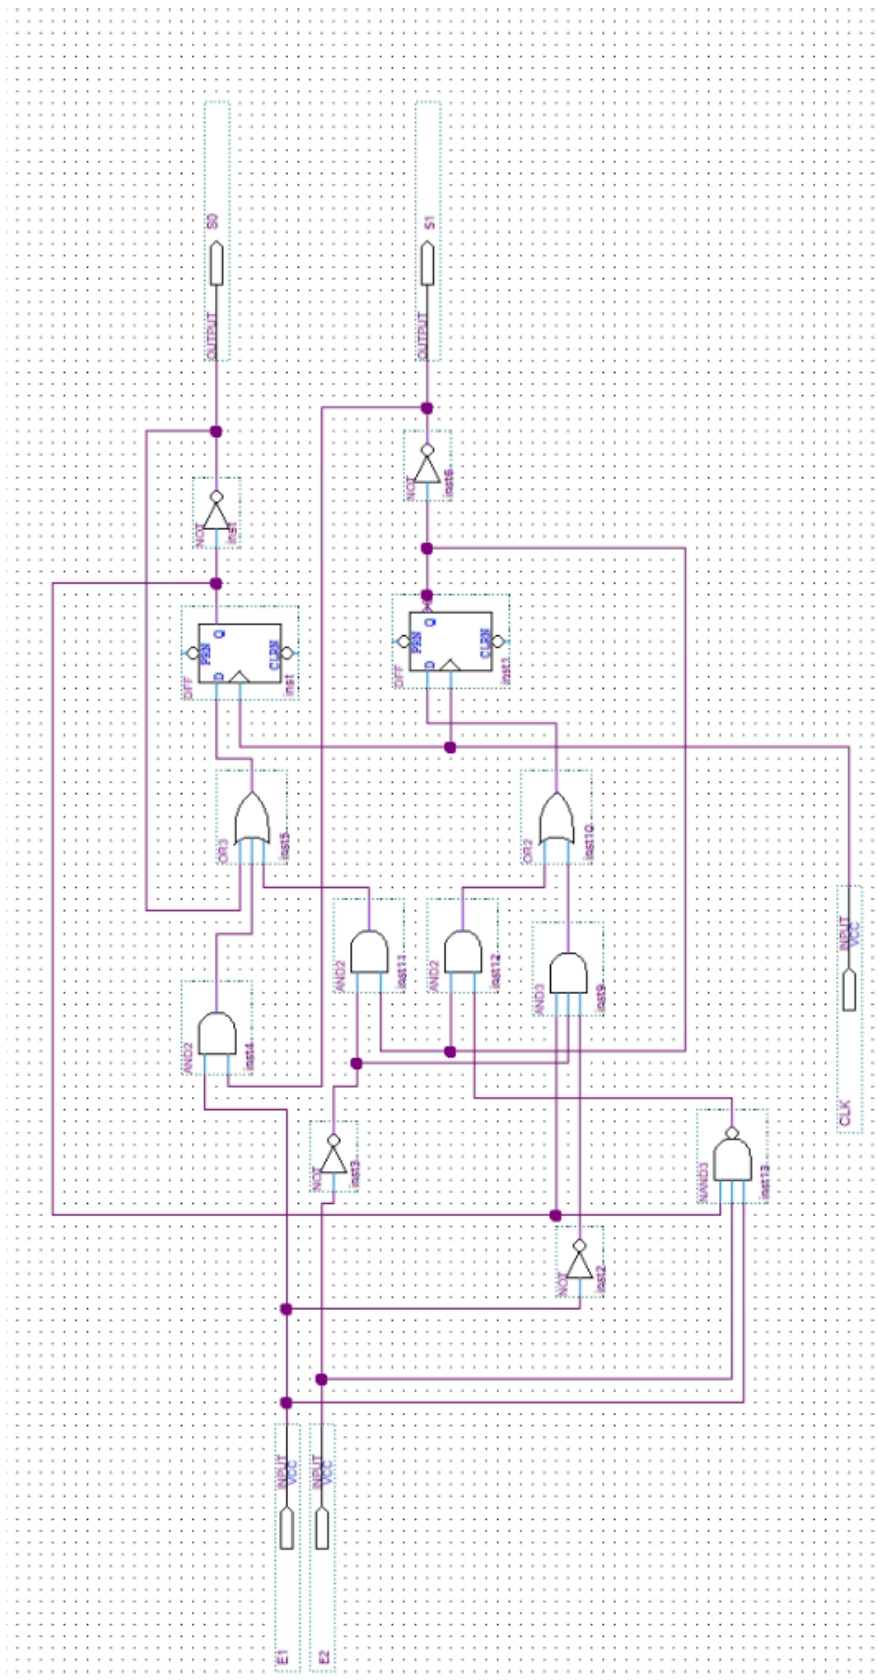 S0
S1
OUTPUT
OUTPUT
NOT
inst6
NOT
inst
PRN
Q
CLRN
D
DFF
inst1
PRN
Q
CLRN
D
DFF
inst
OR3
inst5
OR2
inst10
INPUT
VCC
CLK
AND2
inst11
AND2
inst12
AND3
inst9
AND2
inst4
NOT
inst3
NAND3
inst13
NOT
inst2
INPUT
VCC
E1
INPUT
VCC
E2